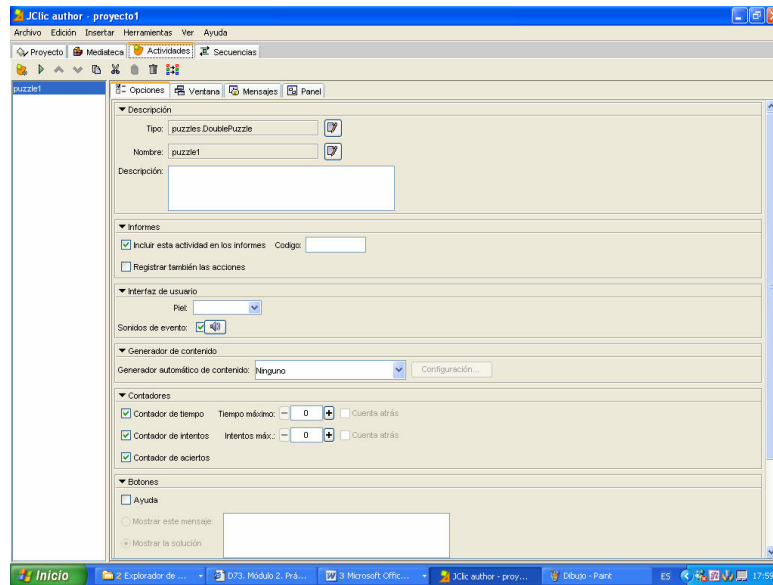 JClic author - proyecto1
Archivo Edición Insertar Herramientas Ver Ayuda
Proyecto Mediateca Actividades Secuencias
puzzle1
Opciones Ventana Mensajes Panel
Descripción
Tipo: puzzles.DoublePuzzle
Nombre: puzzle1
Descripción:
Informes
Incluir esta actividad en los informes Codigo:
Registrar también las acciones
Interfaz de usuario
Piel:
Sonidos de evento:
Generador de contenido
Generador automático de contenido: Ninguno Configuración...
Contadores
Contador de tiempo Tiempo máximo: 0 Cuenta atrás
Contador de intentos Intentos máx.: 0 Cuenta atrás
Contador de aciertos
Botones
Ayuda
Mostrar este mensaje:
Mostrar la solución
Inicio 2 Explorador de ... D73. Módulo 2. Prá... 3 Microsoft Offic... JClic author - proy... Dibujo - Paint ES